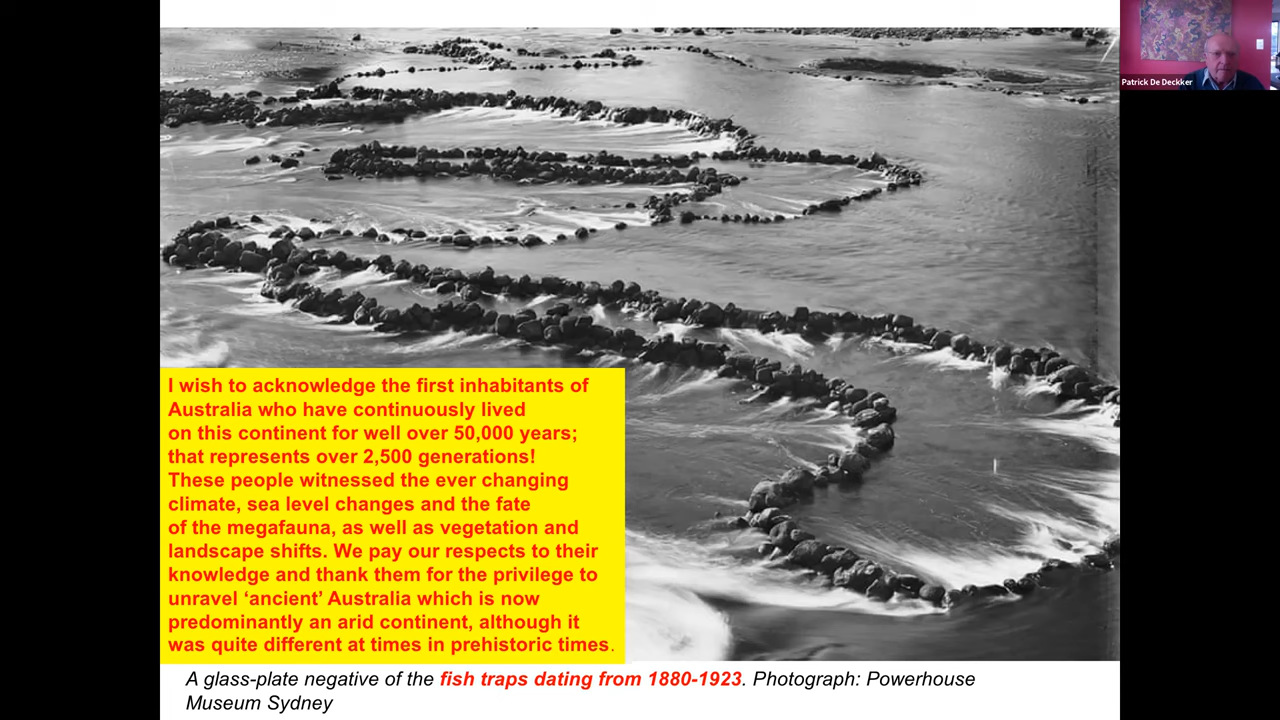 Patrick De Deckker
I wish to acknowledge the first inhabitants of
Australia who have continuously lived
on this continent for well over 50,000 years;
that represents over 2,500 generations!
These people witnessed the ever changing
climate, sea level changes and the fate
of the megafauna, as well as vegetation and
landscape shifts. We pay our respects to their
knowledge and thank them for the privilege to
unravel ‘ancient’ Australia which is now
predominantly an arid continent, although it
was quite different at times in prehistoric times.
A glass-plate negative of the fish traps dating from 1880-1923. Photograph: Powerhouse
Museum Sydney